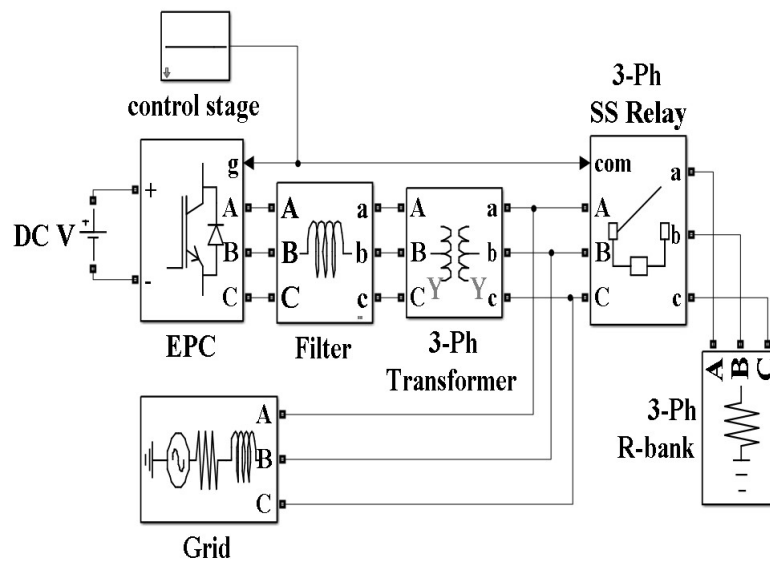 control stage
3-Ph
SS Relay
g
com
a
+
A
A
a
A
a
A
DC V
B
B
b
B
b
B
b
-
C
C
c
C
c
C
c
Y Y
EPC
Filter
3-Ph
Transformer
A
B
C
A
B
C
3-Ph
R-bank
Grid